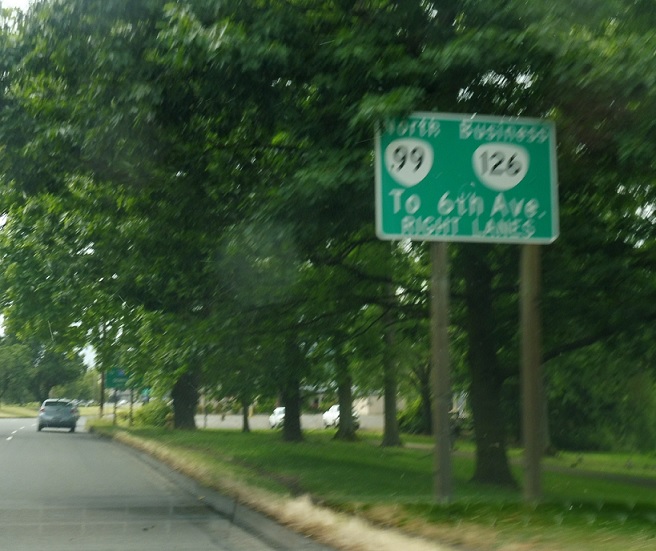 North Business
99 126
To 6th Ave.
RIGHT LANES